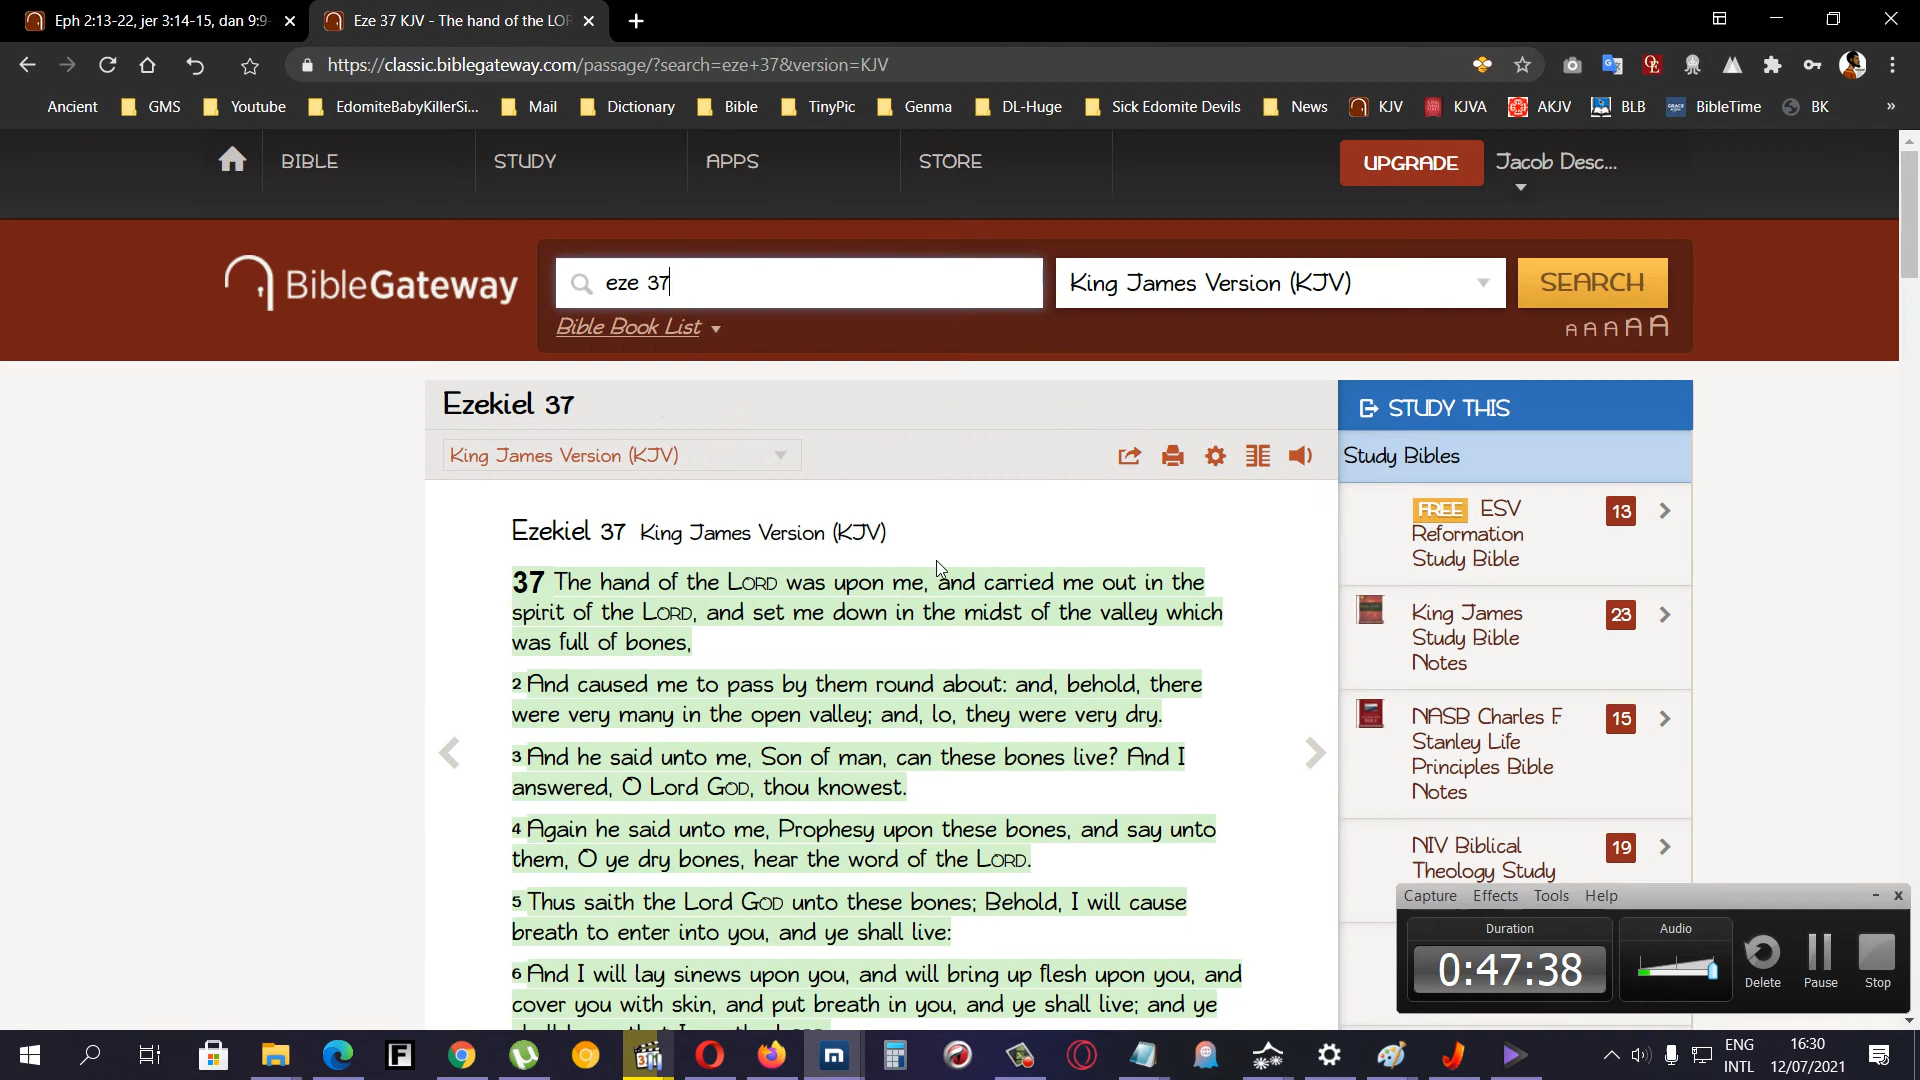 Eph 2:13-22, jer 3:14-15, dan 9:9-
Eze 37 KJV - The hand of the LOR
https://classic.biblegateway.com/passage/?search=eze+37&version=KJV
Ancient GMS Youtube EdomiteBabyKillerSi... Mail Dictionary Bible TinyPic Genma DL-Huge Sick Edomite Devils News KJV KJVA AKJV BLB BibleTime BK »
BIBLE STUDY APPS STORE UPGRADE Jacob Desc...
BibleGateway
eze 37
King James Version (KJV)
SEARCH
Bible Book List
A A A A A
Ezekiel 37
King James Version (KJV)
Ezekiel 37 King James Version (KJV)
37 The hand of the LORD was upon me, and carried me out in the
spirit of the LORD, and set me down in the midst of the valley which
was full of bones,
2 And caused me to pass by them round about: and, behold, there
were very many in the open valley; and, lo, they were very dry.
3 And he said unto me, Son of man, can these bones live? And I
answered, O Lord GOD, thou knowest.
4 Again he said unto me, Prophesy upon these bones, and say unto
them, O ye dry bones, hear the word of the LORD.
5 Thus saith the Lord GOD unto these bones; Behold, I will cause
breath to enter into you, and ye shall live:
6 And I will lay sinews upon you, and will bring up flesh upon you, and
cover you with skin, and put breath in you, and ye shall live; and ye
STUDY THIS
Study Bibles
FREE ESV
Reformation
Study Bible
13
King James
Study Bible
Notes
23
NASB Charles F.
Stanley Life
Principles Bible
Notes
15
NIV Biblical
Theology Study
19
Capture Effects Tools Help
Duration
0:47:38
Audio
Delete Pause Stop
ENG
INTL
16:30
12/07/2021